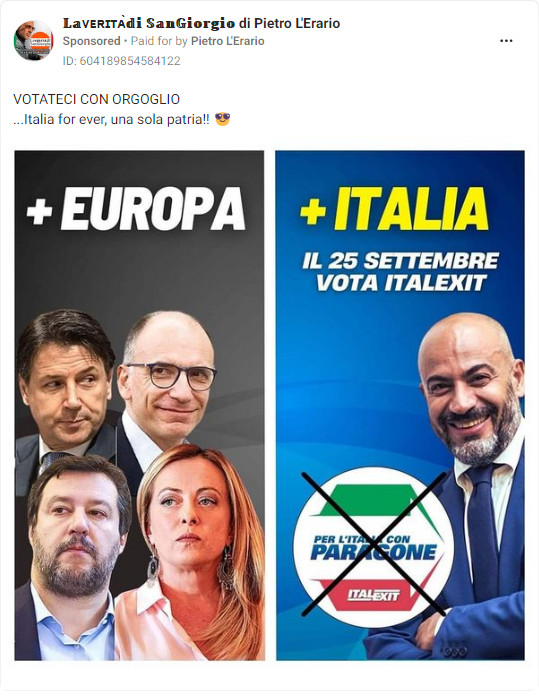 LᴀᴠᴇʀɪᴛÀ𝐝𝐢 𝐒𝐚𝐧𝐆𝐢𝐨𝐫𝐠𝐢𝐨 di Pietro L'Erario
Sponsored • Paid for by Pietro L'Erario
ID: 604189854584122
VOTATECI CON ORGOGLIO
...Italia for ever, una sola patria!! 😎
+ EUROPA
+ ITALIA
IL 25 SETTEMBRE
VOTA ITALEXIT
PER L'ITALIA CON
PARAGONE
ITALEXIT